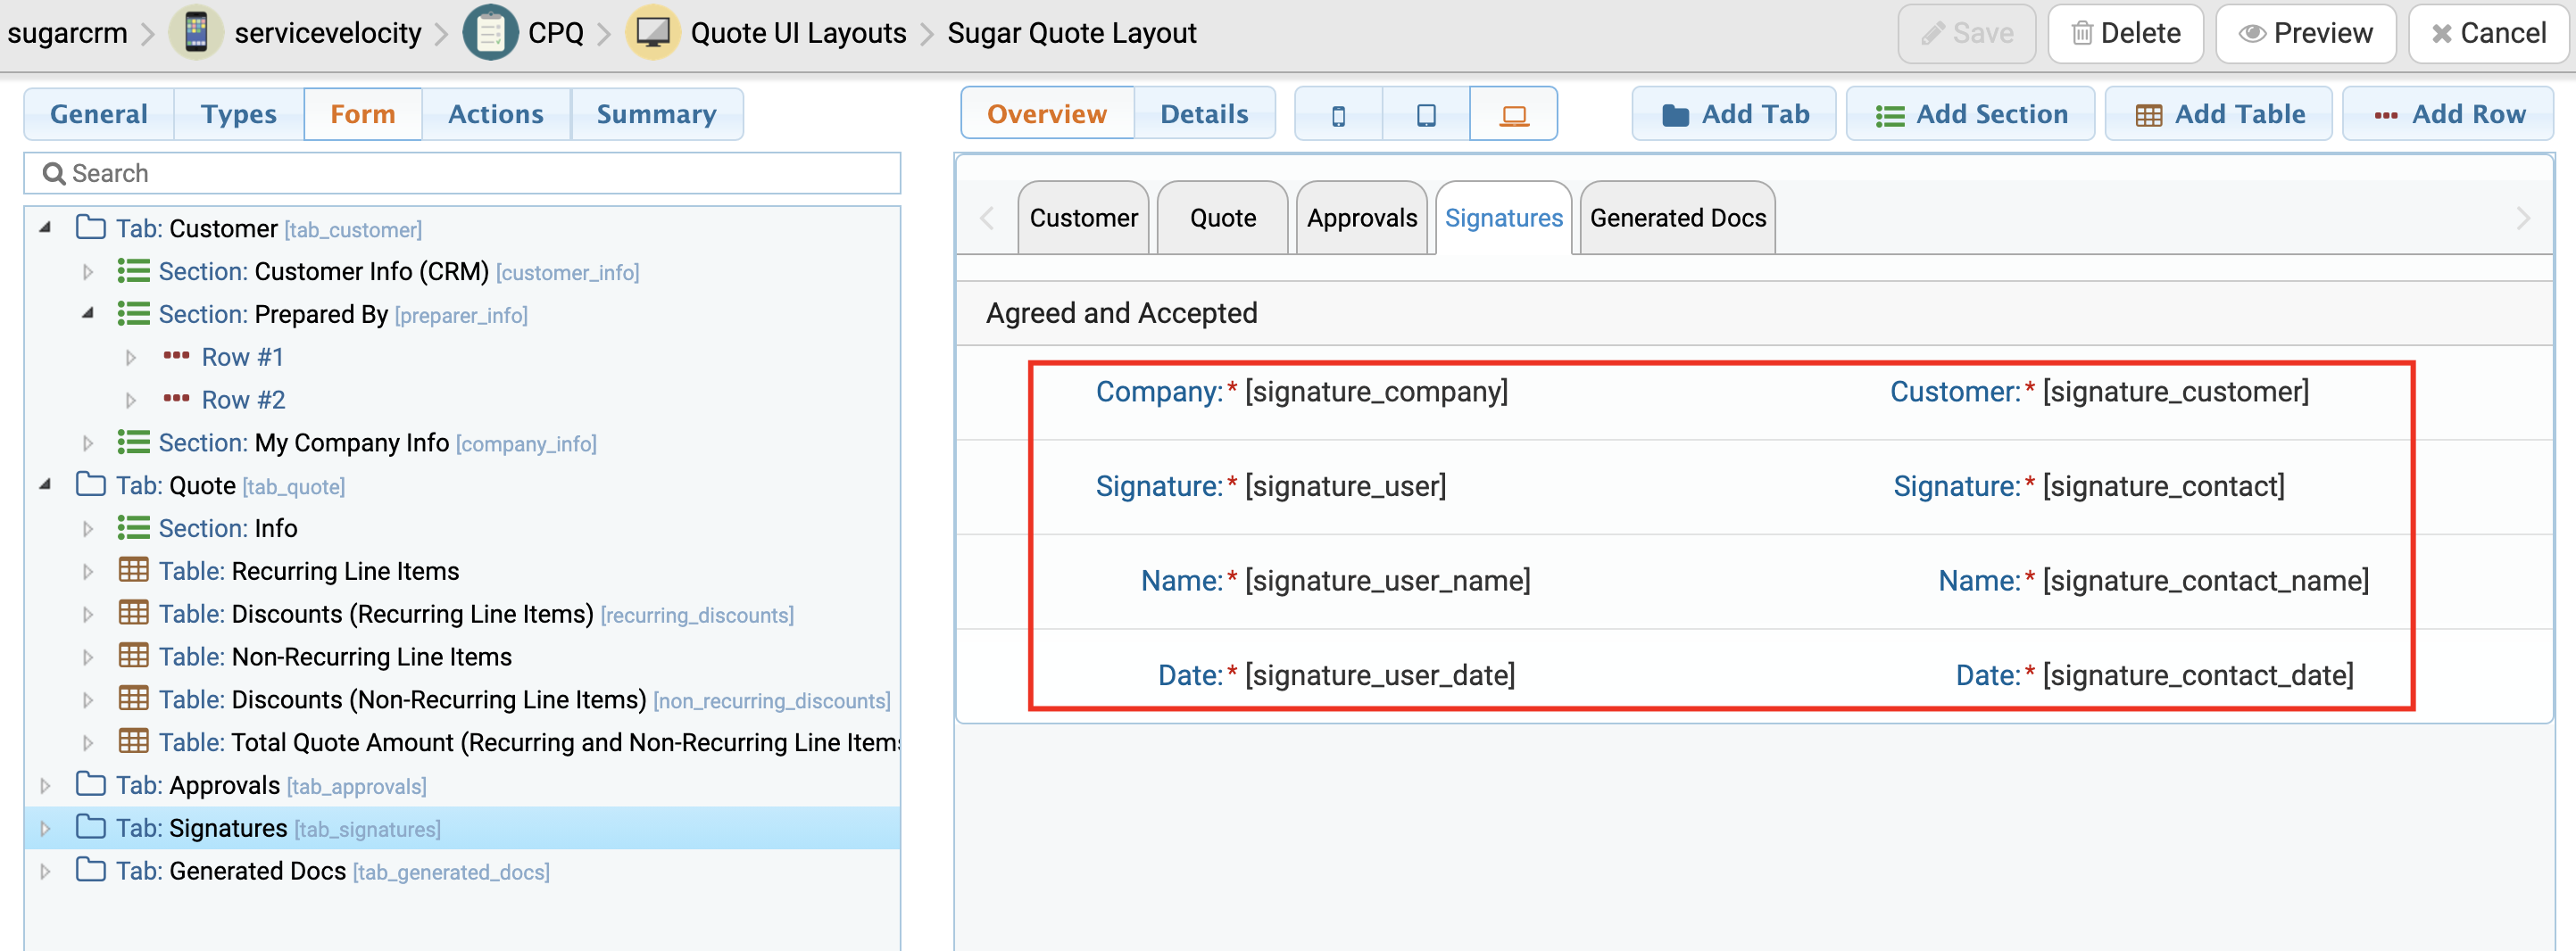 sugarcrm > servicevelocity > CPQ > Quote UI Layouts > Sugar Quote Layout
Save Delete Preview Cancel
General Types Form Actions Summary
Search
Tab: Customer [tab_customer]
Section: Customer Info (CRM) [customer_info]
Section: Prepared By [preparer_info]
Row #1
Row #2
Section: My Company Info [company_info]
Tab: Quote [tab_quote]
Section: Info
Table: Recurring Line Items
Table: Discounts (Recurring Line Items) [recurring_discounts]
Table: Non-Recurring Line Items
Table: Discounts (Non-Recurring Line Items) [non_recurring_discounts]
Table: Total Quote Amount (Recurring and Non-Recurring Line Items
Tab: Approvals [tab_approvals]
Tab: Signatures [tab_signatures]
Tab: Generated Docs [tab_generated_docs]
Overview Details
Add Tab Add Section Add Table Add Row
Customer Quote Approvals Signatures Generated Docs
Agreed and Accepted
Company:* [signature_company] Customer:* [signature_customer]
Signature:* [signature_user] Signature:* [signature_contact]
Name:* [signature_user_name] Name:* [signature_contact_name]
Date:* [signature_user_date] Date:* [signature_contact_date]